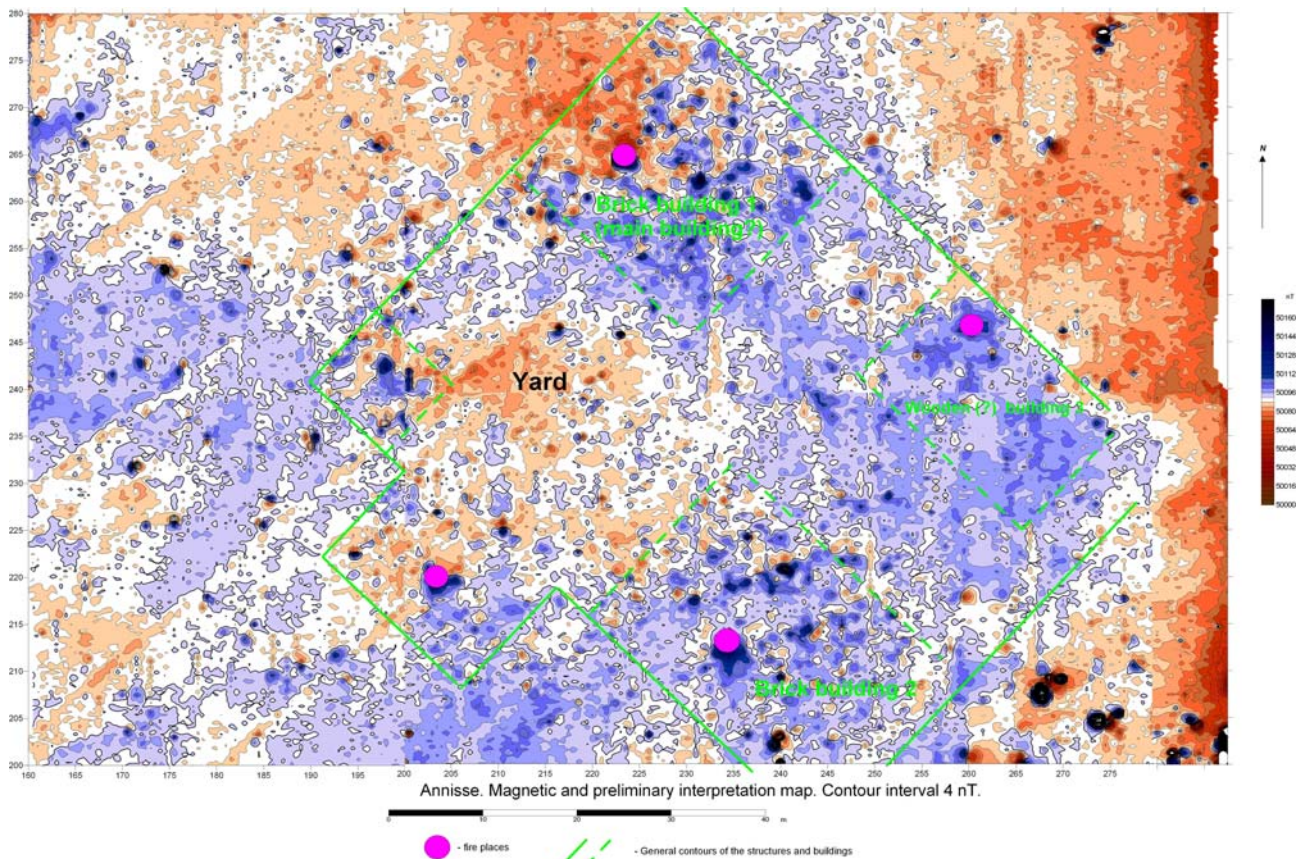 280
275
270
265
260
255
250
245
240
235
230
225
220
215
210
205
200
160 165 170 175 180 185 190 195 200 205 210 215 220 225 230 235 240 245 250 255 260 265 270 275
N
Brick building 1
(main building?)
Yard
Wooden (?) building 3
Brick building 2
nT
50160
50144
50128
50112
50096
50080
50064
50048
50032
50016
50000
Annisse. Magnetic and preliminary interpretation map. Contour interval 4 nT.
0 10 20 30 40 m.
- fire places
- General contours of the structures and buildings